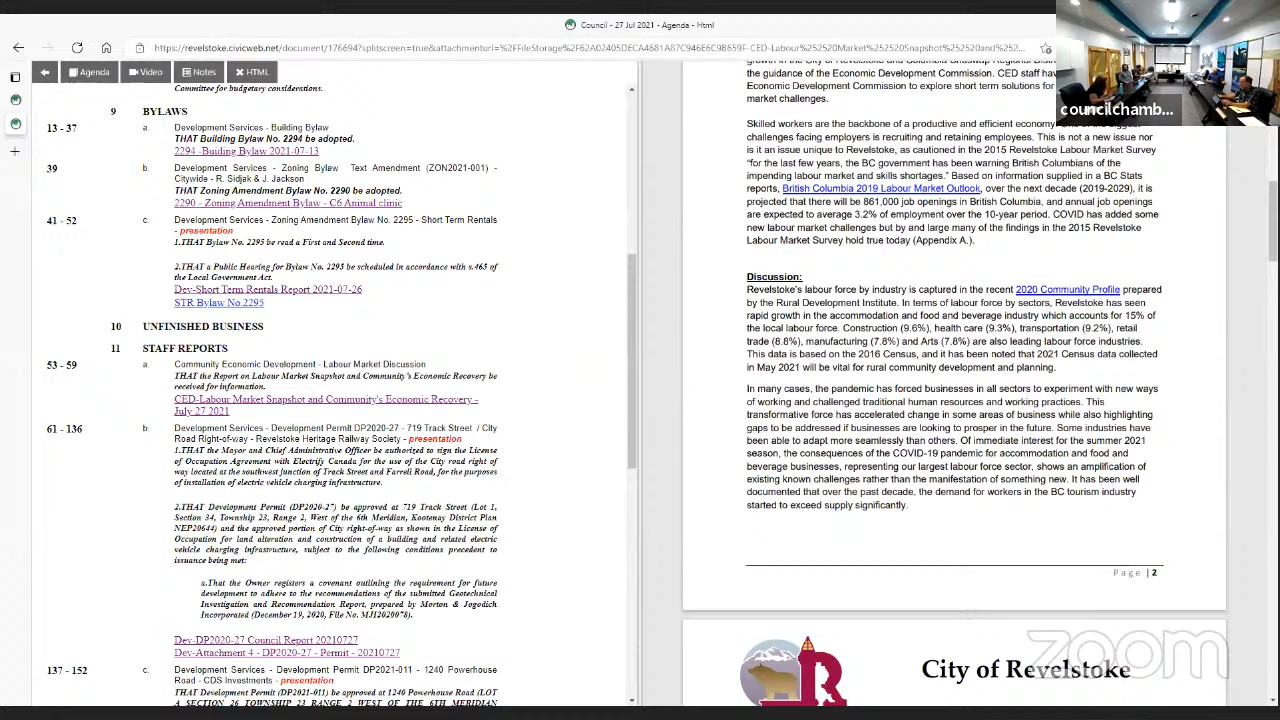 Council - 27 Jul 2021 - Agenda - Html
https://revelstoke.civicweb.net/document/176694?splitscreen=true&attachmenturl=%2FFileStorage%2F62A02405DECA4681A87C946E6C9B659F-CED-Labour%252520Market%252520Snapshot%252520and%252...
Agenda Video Notes HTML
Committee for budgetary considerations.
9 BYLAWS
13 - 37 a. Development Services - Building Bylaw
THAT Building Bylaw No. 2294 be adopted.
2294 -Buiding Bylaw 2021-07-13
39 b. Development Services - Zoning Bylaw Text Amendment (ZON2021-001) -
Citywide - R. Sidjak & J. Jackson
THAT Zoning Amendment Bylaw No. 2290 be adopted.
2290 - Zoning Amendment Bylaw - C6 Animal clinic
41 - 52 c. Development Services - Zoning Amendment Bylaw No. 2295 - Short Term Rentals
- presentation
1.THAT Bylaw No. 2295 be read a First and Second time.
2.THAT a Public Hearing for Bylaw No. 2295 be scheduled in accordance with s.465 of
the Local Government Act.
Dev-Short Term Rentals Report 2021-07-26
STR Bylaw No.2295
10 UNFINISHED BUSINESS
11 STAFF REPORTS
53 - 59 a. Community Economic Development - Labour Market Discussion
THAT the Report on Labour Market Snapshot and Community's Economic Recovery be
received for information.
CED-Labour Market Snapshot and Community's Economic Recovery -
July 27 2021
61 - 136 b. Development Services - Development Permit DP2020-27 - 719 Track Street / City
Road Right-of-way - Revelstoke Heritage Railway Society - presentation
1.THAT the Mayor and Chief Administrative Officer be authorized to sign the License
of Occupation Agreement with Electrify Canada for the use of the City road right of
way located at the southwest junction of Track Street and Farrell Road, for the purposes
of installation of electric vehicle charging infrastructure.
2.THAT Development Permit (DP2020-27) be approved at 719 Track Street (Lot 1,
Section 34, Township 23, Range 2, West of the 6th Meridian, Kootenay District Plan
NEP20644) and the approved portion of City right-of-way as shown in the License of
Occupation for land alteration and construction of a building and related electric
vehicle charging infrastructure, subject to the following conditions precedent to
issuance being met:
a.That the Owner registers a covenant outlining the requirement for future
development to adhere to the recommendations of the submitted Geotechnical
Investigation and Recommendation Report, prepared by Morton & Jogodich
Incorporated (December 19, 2020, File No. MJI2020078).
Dev-DP2020-27 Council Report 20210727
Dev-Attachment 4 - DP2020-27 - Permit - 20210727
137 - 152 c. Development Services - Development Permit DP2021-011 - 1240 Powerhouse
Road - CDS Investments - presentation
THAT Development Permit (DP2021-011) be approved at 1240 Powerhouse Road (LOT
A SECTION 26 TOWNSHIP 23 RANGE 2 WEST OF THE 6TH MERIDIAN
growth in the City of Revelstoke and Columbia Shuswap Regional Distri
the guidance of the Economic Development Commission. CED staff hav
Economic Development Commission to explore short term solutions for
market challenges.
Skilled workers are the backbone of a productive and efficient economy
challenges facing employers is recruiting and retaining employees. This is not a new issue nor
is it an issue unique to Revelstoke, as cautioned in the 2015 Revelstoke Labour Market Survey
“for the last few years, the BC government has been warning British Columbians of the
impending labour market and skills shortages.” Based on information supplied in a BC Stats
reports, British Columbia 2019 Labour Market Outlook, over the next decade (2019-2029), it is
projected that there will be 861,000 job openings in British Columbia, and annual job openings
are expected to average 3.2% of employment over the 10-year period. COVID has added some
new labour market challenges but by and large many of the findings in the 2015 Revelstoke
Labour Market Survey hold true today (Appendix A.).
Discussion:
Revelstoke's labour force by industry is captured in the recent 2020 Community Profile prepared
by the Rural Development Institute. In terms of labour force by sectors, Revelstoke has seen
rapid growth in the accommodation and food and beverage industry which accounts for 15% of
the local labour force. Construction (9.6%), health care (9.3%), transportation (9.2%), retail
trade (8.8%), manufacturing (7.8%) and Arts (7.8%) are also leading labour force industries.
This data is based on the 2016 Census, and it has been noted that 2021 Census data collected
in May 2021 will be vital for rural community development and planning.
In many cases, the pandemic has forced businesses in all sectors to experiment with new ways
of working and challenged traditional human resources and working practices. This
transformative force has accelerated change in some areas of business while also highlighting
gaps to be addressed if businesses are looking to prosper in the future. Some industries have
been able to adapt more seamlessly than others. Of immediate interest for the summer 2021
season, the consequences of the COVID-19 pandemic for accommodation and food and
beverage businesses, representing our largest labour force sector, shows an amplification of
existing known challenges rather than the manifestation of something new. It has been well
documented that over the past decade, the demand for workers in the BC tourism industry
started to exceed supply significantly.
Page | 2
City of Revelstoke
councilchamb...
zoom